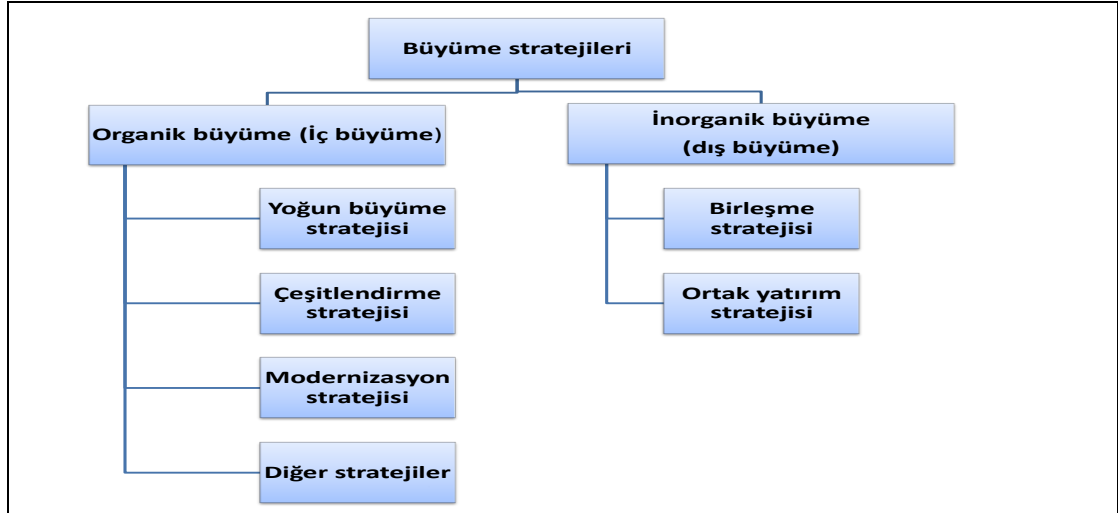 Büyüme stratejileri
Organik büyüme (İç büyüme)
İnorganik büyüme
(dış büyüme)
Yoğun büyüme
stratejisi
Çeşitlendirme
stratejisi
Modernizasyon
stratejisi
Diğer stratejiler
Birleşme
stratejisi
Ortak yatırım
stratejisi